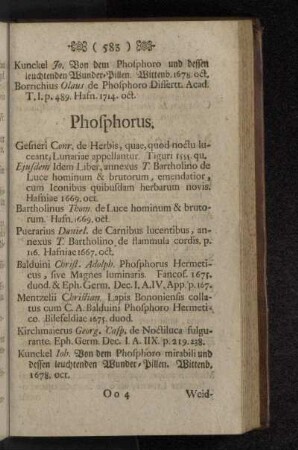 ( 583 )
Kunckel Jo. Von dem Phosphoro und dessen
leuchtenden Wunder-Pillen. Wittenb. 1678. oct.
Borrichius Olaus de Phosphoro Dissertt. Acad.
T. I. p. 489. Hafn. 1714. oct.
Phosphorus,
Gesneri Conr. de Herbis, quae, quod noctu lu-
ceant, Lunariae appellantur. Tiguri 1555. qu.
Ejusdem Idem Liber, annexus T. Bartholino de
Luce hominum & brutorum, emendatior,
cum Iconibus quibusdam herbarum novis.
Hafniae 1669. oct.
Bartholinus Thom. de Luce hominum & bruto-
rum. Hafn. 1669. oct.
Puerarius Daniel. de Carnibus lucentibus, an-
nexus T. Bartholino de flammula cordis, p.
116. Hafniae 1667. oct.
Balduini Christ. Adolph. Phosphorus Hermeti-
cus, sive Magnes luminaris. Francof. 1675.
duod. & Eph. Germ. Dec. I, A. IV, App. p. 167.
Mentzelii Christian. Lapis Bononiensis colla-
tus cum C. A. Balduini Phosphoro Hermeti-
co. Bilefeldiae 1675. duod.
Kirchmaierus Georg. Casp. de Noctiluca fulgu-
rante. Eph. Germ. Dec. I. A. IIX. p. 219. 238.
Kunckel Joh. Von dem Phosphoro mirabili und
dessen leuchtenden Wunder-Pillen. Wittenb.
1678. oct.
Oo 4 Weid-